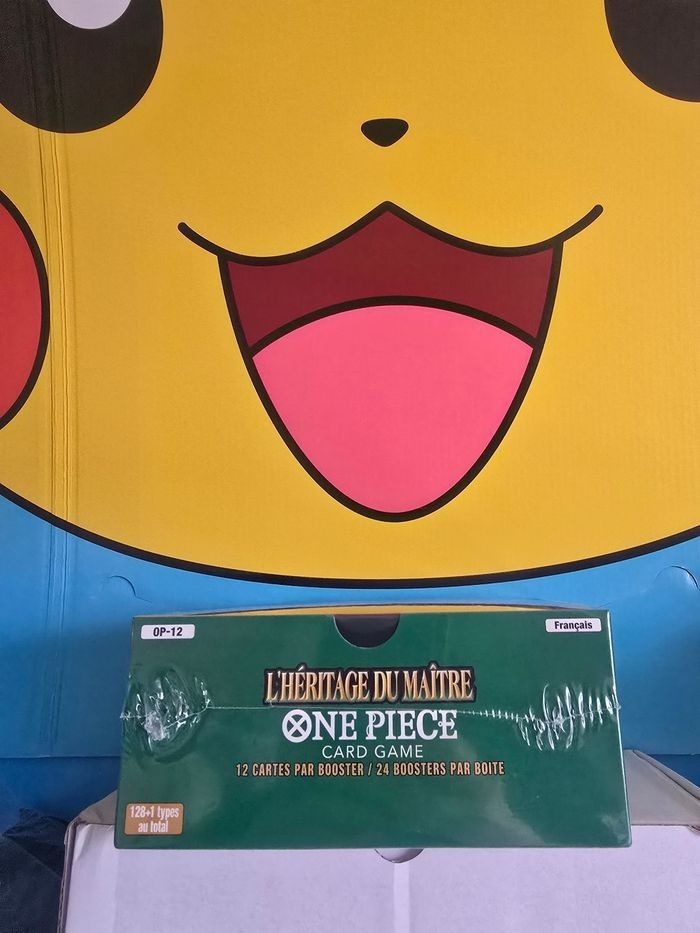 OP-12
Français
L'HÉRITAGE DU MAÎTRE
ONE PIECE
CARD GAME
12 CARTES PAR BOOSTER / 24 BOOSTERS PAR BOITE
128+1 types
au total